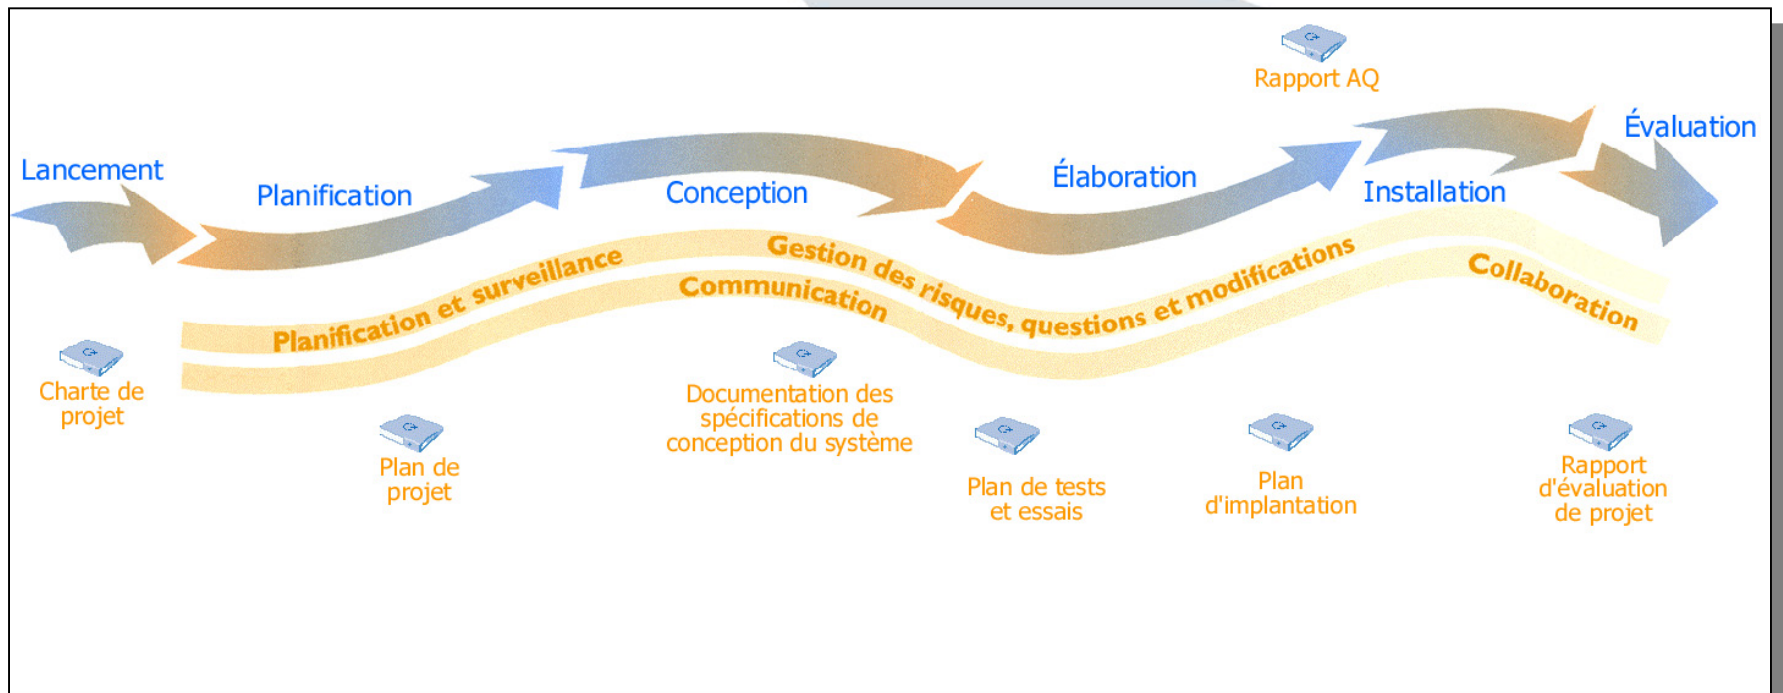 Rapport AQ
Lancement
Planification
Conception
Élaboration
Installation
Évaluation
Planification et surveillance
Gestion des risques, questions et modifications
Communication
Collaboration
Charte de
projet
Plan de
projet
Documentation des
spécifications de
conception du système
Plan de tests
et essais
Plan
d'implantation
Rapport
d'évaluation
de projet